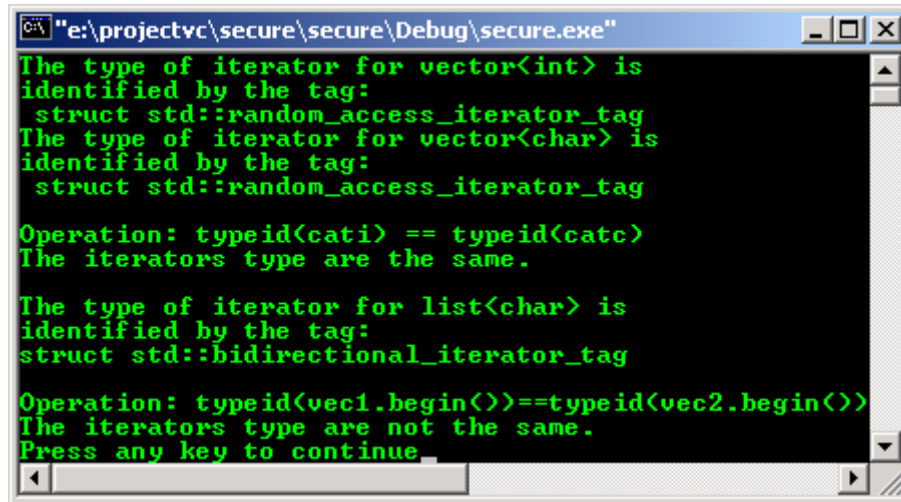 "e:\projectvc\secure\secure\Debug\secure.exe"
The type of iterator for vector<int> is
identified by the tag:
 struct std::random_access_iterator_tag
The type of iterator for vector<char> is
identified by the tag:
 struct std::random_access_iterator_tag
Operation: typeid(cati) == typeid(catc)
The iterators type are the same.
The type of iterator for list<char> is
identified by the tag:
struct std::bidirectional_iterator_tag
Operation: typeid(vec1.begin())==typeid(vec2.begin())
The iterators type are not the same.
Press any key to continue_